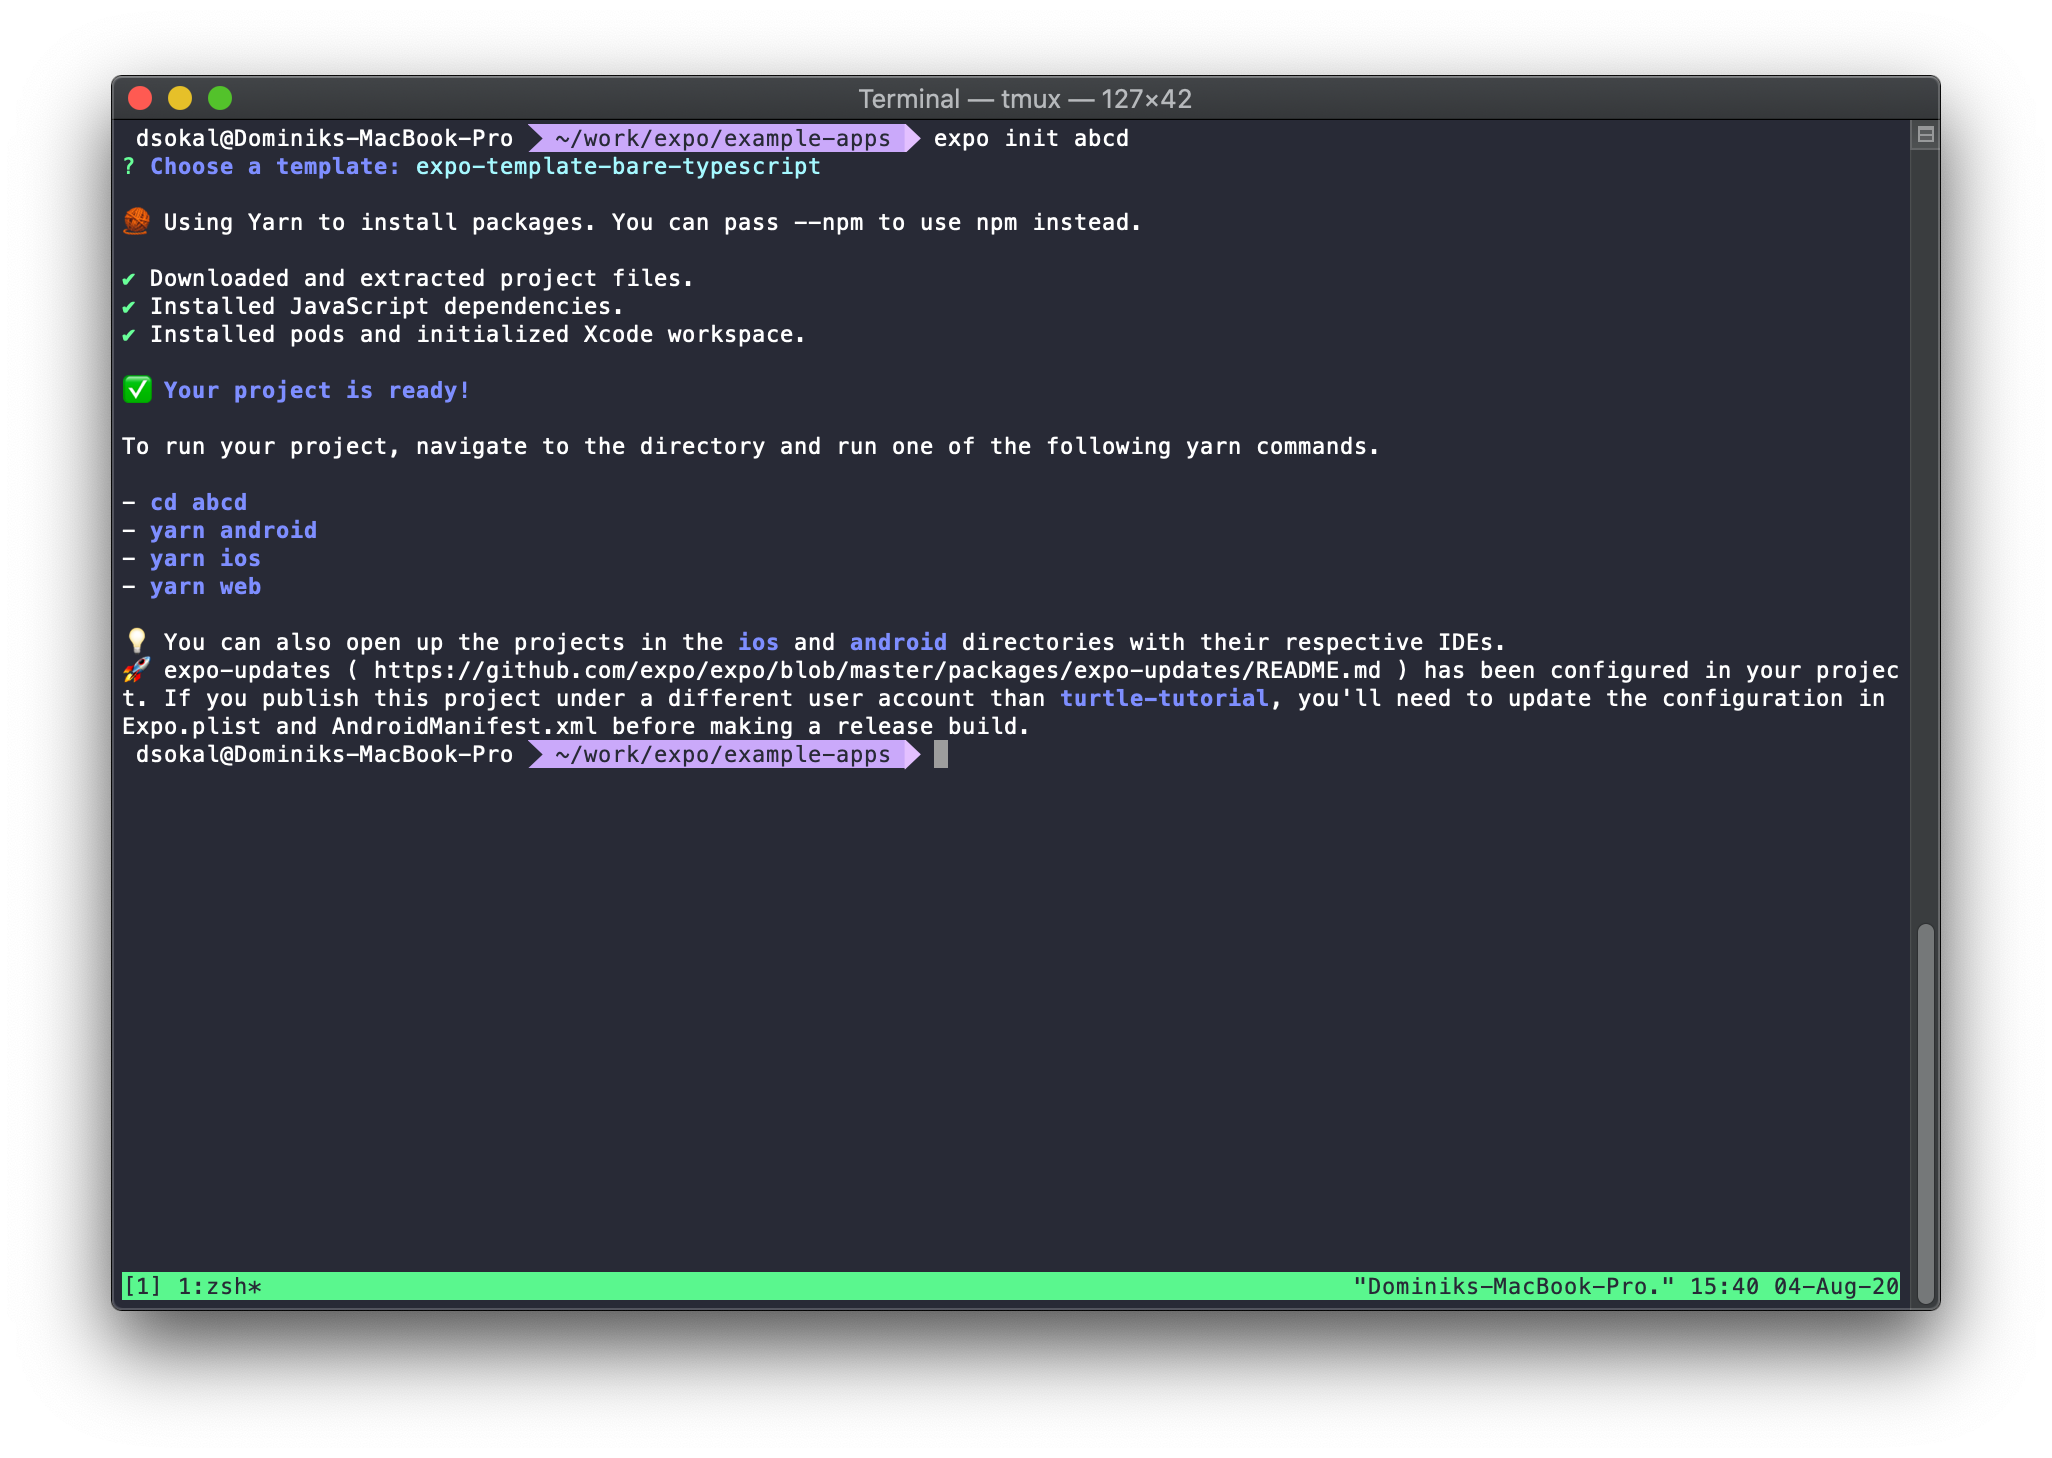 Terminal — tmux — 127×42
dsokal@Dominiks-MacBook-Pro ~/work/expo/example-apps expo init abcd
? Choose a template: expo-template-bare-typescript
🧶 Using Yarn to install packages. You can pass --npm to use npm instead.
✔ Downloaded and extracted project files.
✔ Installed JavaScript dependencies.
✔ Installed pods and initialized Xcode workspace.
✅ Your project is ready!
To run your project, navigate to the directory and run one of the following yarn commands.
- cd abcd
- yarn android
- yarn ios
- yarn web
💡 You can also open up the projects in the ios and android directories with their respective IDEs.
🚀 expo-updates ( https://github.com/expo/expo/blob/master/packages/expo-updates/README.md ) has been configured in your projec
t. If you publish this project under a different user account than turtle-tutorial, you'll need to update the configuration in
Expo.plist and AndroidManifest.xml before making a release build.
dsokal@Dominiks-MacBook-Pro ~/work/expo/example-apps
[1] 1:zsh* "Dominiks-MacBook-Pro." 15:40 04-Aug-20